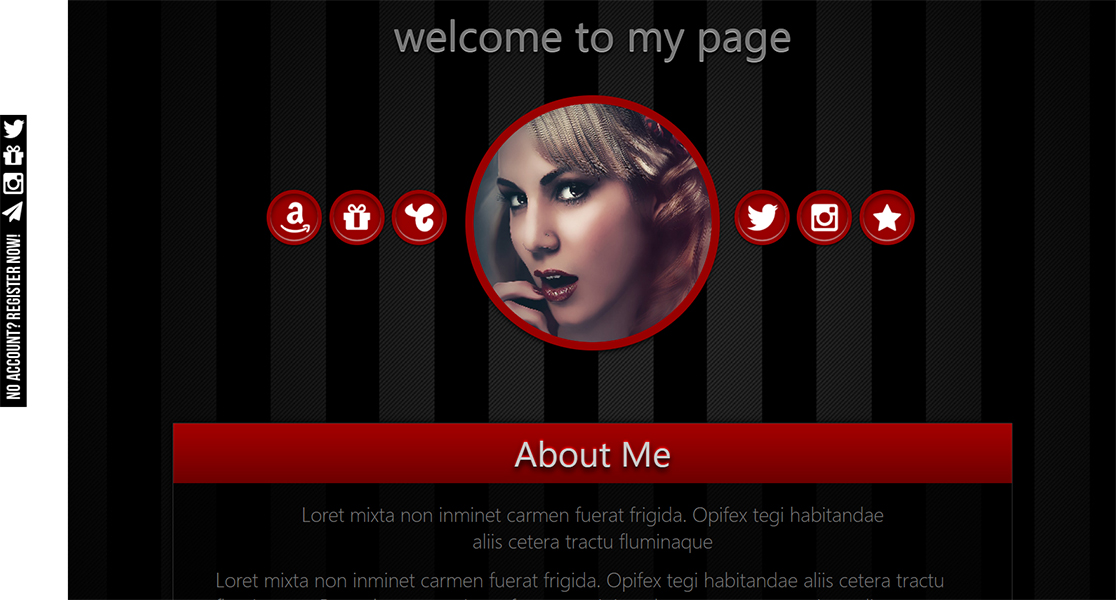 welcome to my page
NO ACCOUNT? REGISTER NOW!
About Me
Loret mixta non inminet carmen fuerat frigida. Opifex tegi habitandae
aliis cetera tractu fluminaque
Loret mixta non inminet carmen fuerat frigida. Opifex tegi habitandae aliis cetera tractu